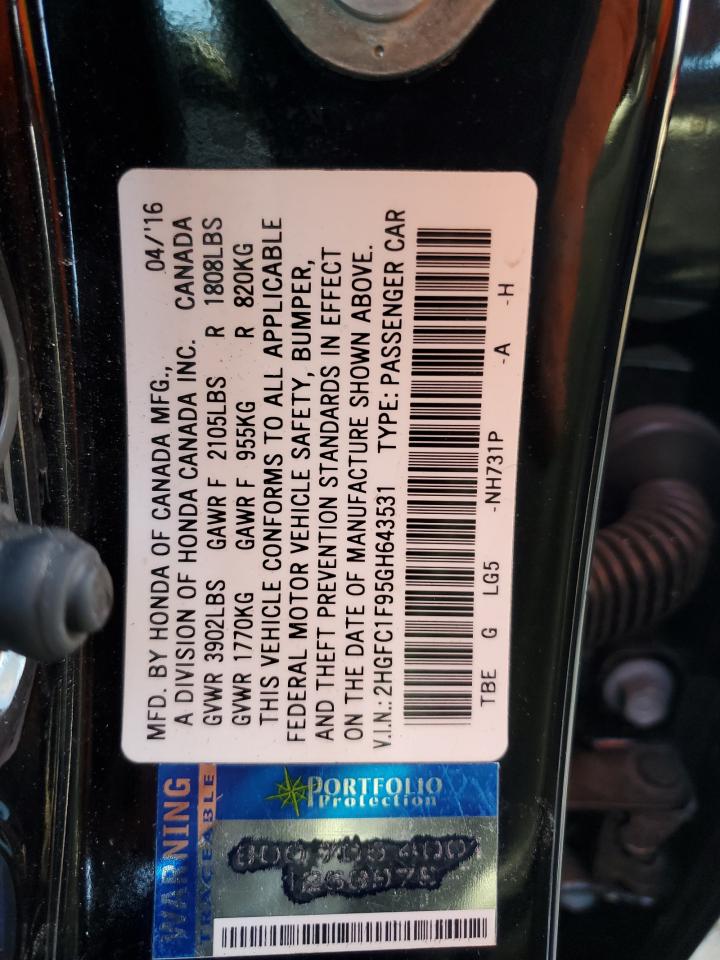 MFD. BY HONDA OF CANADA MFG., 04/'16
A DIVISION OF HONDA CANADA INC. CANADA
GVWR 3902LBS GAWR F 2105LBS R 1808LBS
GVWR 1770KG GAWR F 955KG R 820KG
THIS VEHICLE CONFORMS TO ALL APPLICABLE
FEDERAL MOTOR VEHICLE SAFETY, BUMPER,
AND THEFT PREVENTION STANDARDS IN EFFECT
ON THE DATE OF MANUFACTURE SHOWN ABOVE.
V.I.N.: 2HGFC1F95GH643531 TYPE: PASSENGER CAR
TBE G LG5 -NH731P -A -H
WARNING
TRACEABLE
PORTFOLIO
Protection